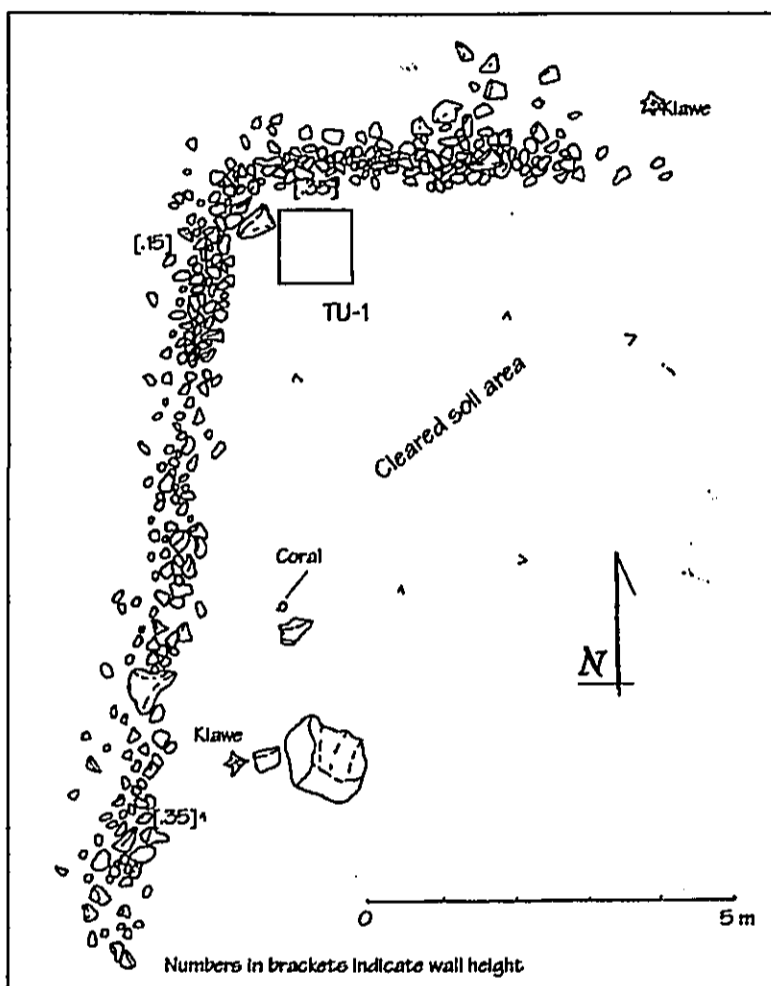 Kiawe
[.35]
[.15]
TU-1
Cleared soil area
Coral
N
Kiawe
[.35]
0 5 m
Numbers in brackets indicate wall height